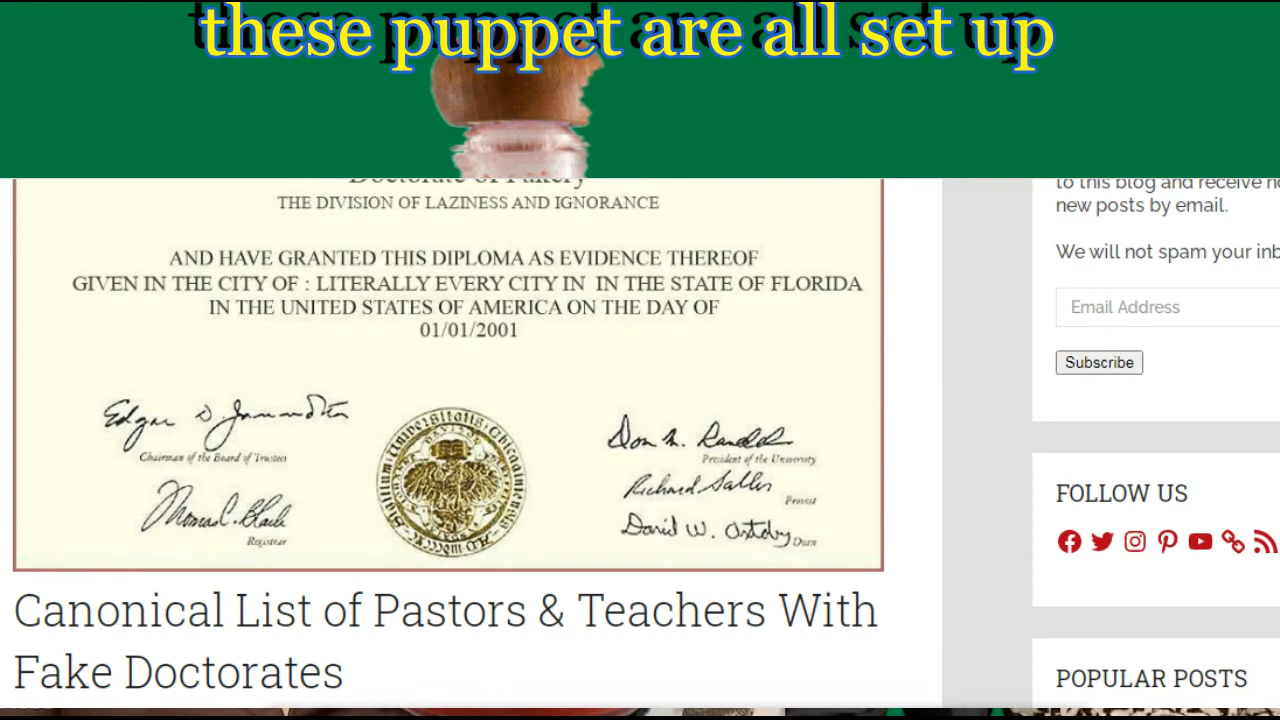 these puppet are all set up
Doctorate of Fakery
THE DIVISION OF LAZINESS AND IGNORANCE
AND HAVE GRANTED THIS DIPLOMA AS EVIDENCE THEREOF
GIVEN IN THE CITY OF : LITERALLY EVERY CITY IN IN THE STATE OF FLORIDA
IN THE UNITED STATES OF AMERICA ON THE DAY OF
01/01/2001
Chairman of the Board of Trustees
Registrar
President of the University
Provost
David W.
Dean
Canonical List of Pastors & Teachers With
Fake Doctorates
to this blog and receive
new posts by email.
We will not spam your
Email Address
Subscribe
FOLLOW US
POPULAR POSTS